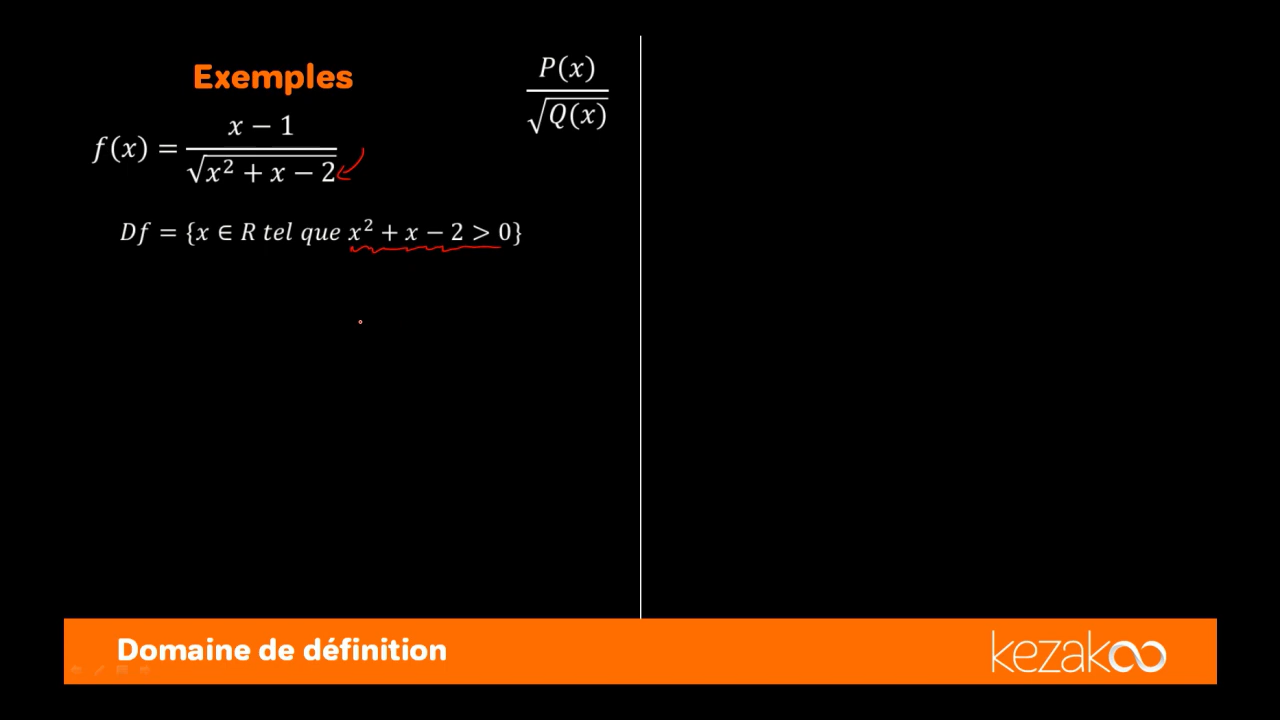 Exemples
P(x)
√Q(x)
x − 1
f(x) =
√x² + x − 2
Df = {x ∈ R tel que x² + x − 2 > 0}
Domaine de définition
kezakoo